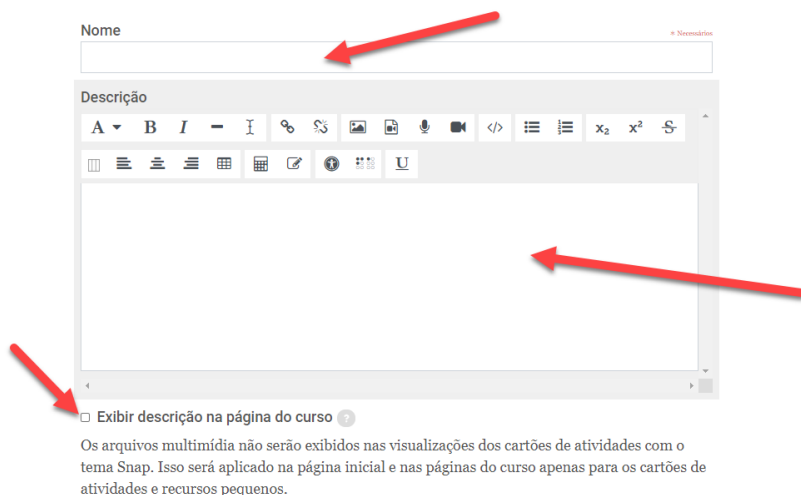 Nome
* Necessários
Descrição
A B I
x₂ x² S
U
Exibir descrição na página do curso ?
Os arquivos multimídia não serão exibidos nas visualizações dos cartões de atividades com o
tema Snap. Isso será aplicado na página inicial e nas páginas do curso apenas para os cartões de
atividades e recursos pequenos.